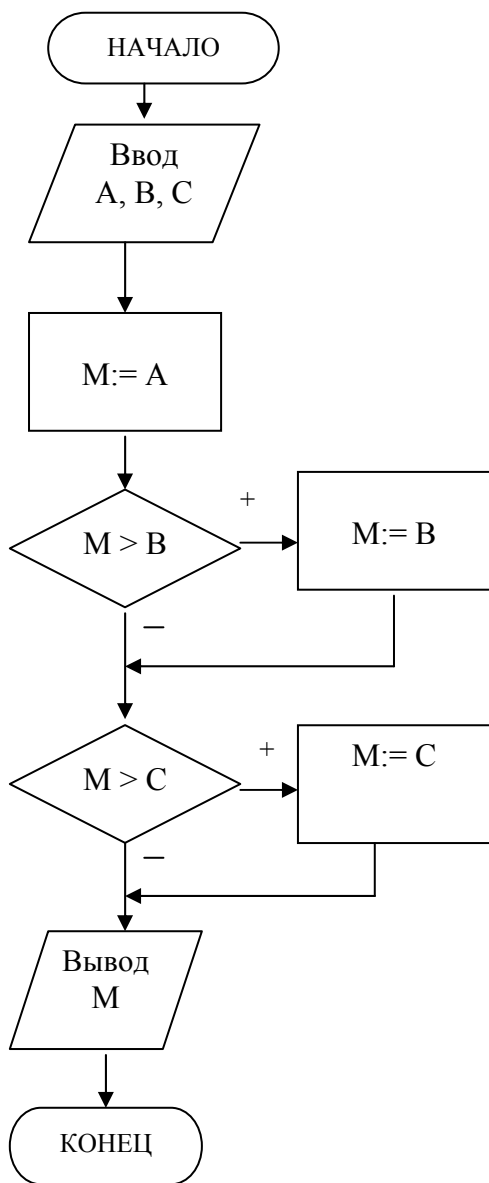 НАЧАЛО
Ввод
A, B, C
M:= A
M > B
+
M:= B
–
M > C
+
M:= C
–
Вывод
M
КОНЕЦ